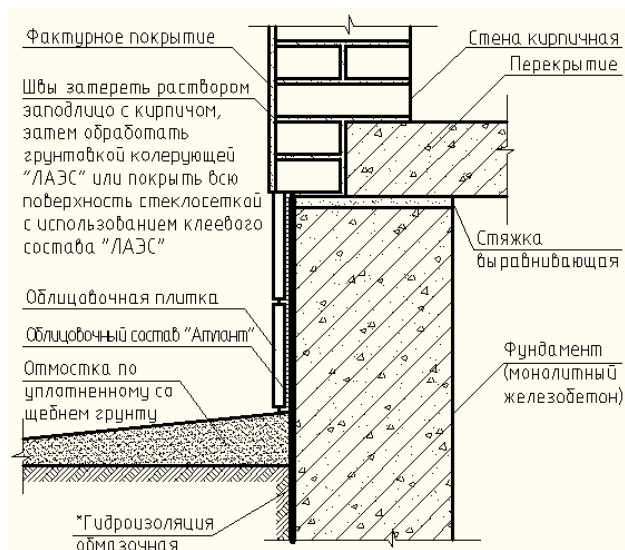 Фактурное покрытие
Швы затереть раствором
заподлицо с кирпичом,
затем обработать
грунтовкой колерующей
"ЛАЭС" или покрыть всю
поверхность стеклосеткой
с использованием клеевого
состава "ЛАЭС"
Облицовочная плитка
Облицовочный состав "Атлант"
Отмостка по
уплотненному са
щебнем грунту
*Гидроизоляция
обмазочная
Стена кирпичная
Перекрытие
Стяжка
выравнивающая
Фундамент
(монолитный
железобетон)